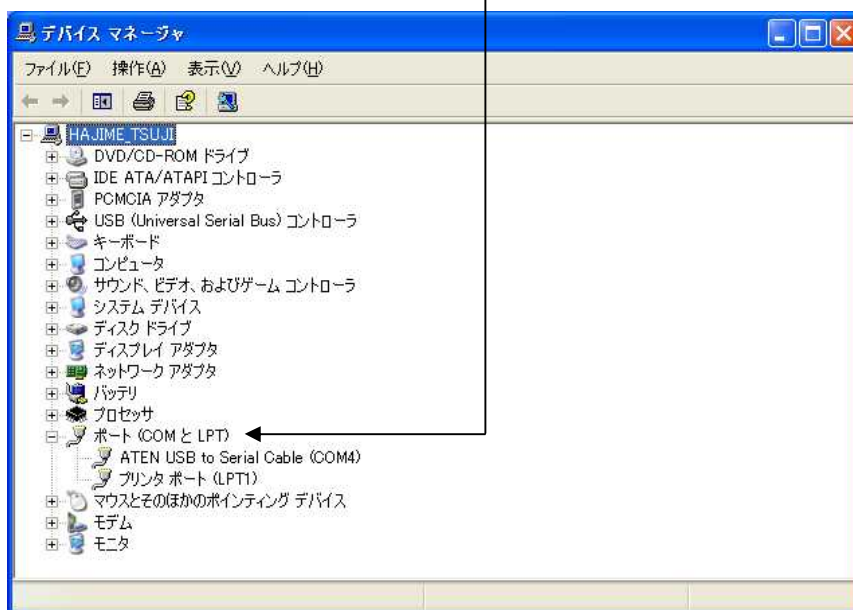 デバイス マネージャ
ファイル(F) 操作(A) 表示(V) ヘルプ(H)
HAJIME_TSUJI
DVD/CD-ROM ドライブ
IDE ATA/ATAPI コントローラ
PCMCIA アダプタ
USB (Universal Serial Bus) コントローラ
キーボード
コンピュータ
サウンド、ビデオ、およびゲーム コントローラ
システム デバイス
ディスク ドライブ
ディスプレイ アダプタ
ネットワーク アダプタ
バッテリ
プロセッサ
ポート (COM と LPT)
ATEN USB to Serial Cable (COM4)
プリンタ ポート (LPT1)
マウスとそのほかのポインティング デバイス
モデム
モニタ